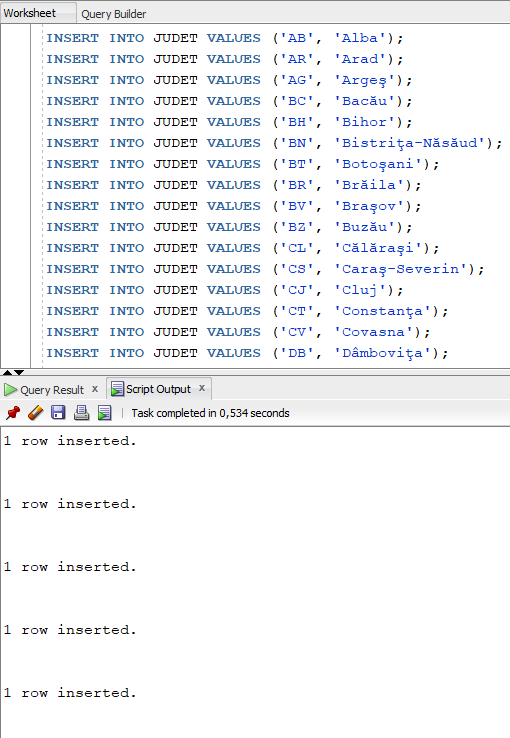 Worksheet Query Builder
INSERT INTO JUDET VALUES ('AB', 'Alba');
INSERT INTO JUDET VALUES ('AR', 'Arad');
INSERT INTO JUDET VALUES ('AG', 'Argeş');
INSERT INTO JUDET VALUES ('BC', 'Bacău');
INSERT INTO JUDET VALUES ('BH', 'Bihor');
INSERT INTO JUDET VALUES ('BN', 'Bistriţa-Năsăud');
INSERT INTO JUDET VALUES ('BT', 'Botoşani');
INSERT INTO JUDET VALUES ('BR', 'Brăila');
INSERT INTO JUDET VALUES ('BV', 'Braşov');
INSERT INTO JUDET VALUES ('BZ', 'Buzău');
INSERT INTO JUDET VALUES ('CL', 'Călăraşi');
INSERT INTO JUDET VALUES ('CS', 'Caraş-Severin');
INSERT INTO JUDET VALUES ('CJ', 'Cluj');
INSERT INTO JUDET VALUES ('CT', 'Constanţa');
INSERT INTO JUDET VALUES ('CV', 'Covasna');
INSERT INTO JUDET VALUES ('DB', 'Dâmboviţa');
Query Result x Script Output x
Task completed in 0,534 seconds
1 row inserted.
1 row inserted.
1 row inserted.
1 row inserted.
1 row inserted.